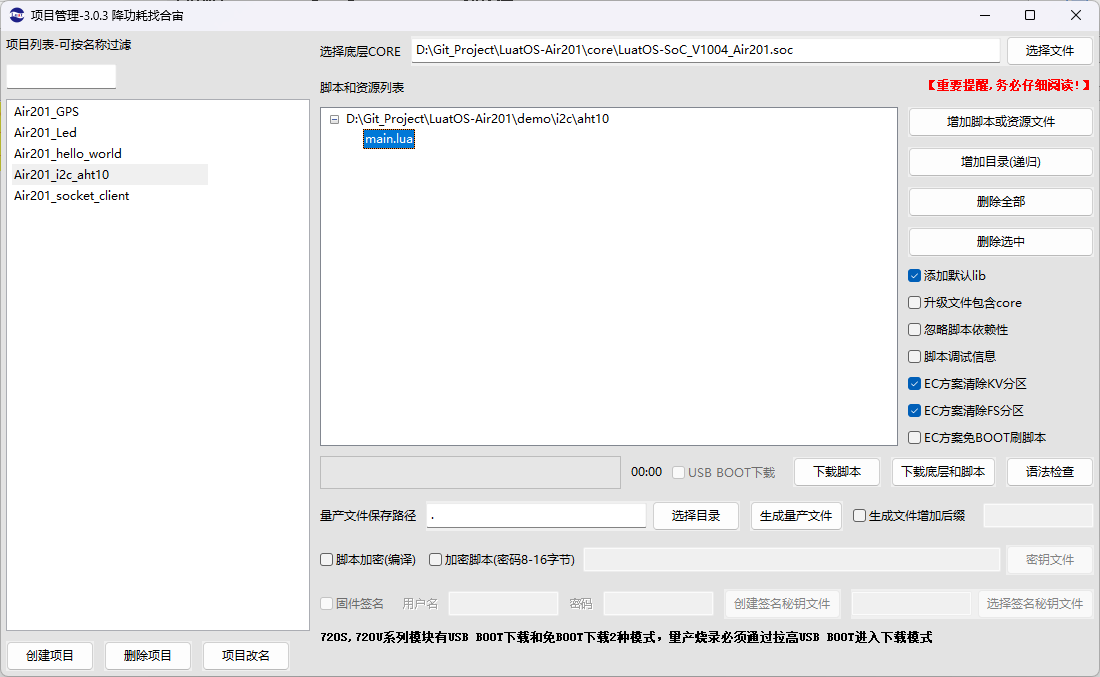 项目管理-3.0.3 降功耗找合宙
项目列表-可按名称过滤
Air201_GPS
Air201_Led
Air201_hello_world
Air201_i2c_aht10
Air201_socket_client
创建项目 删除项目 项目改名
选择底层CORE D:\Git_Project\LuatOS-Air201\core\LuatOS-SoC_V1004_Air201.soc 选择文件
脚本和资源列表 【重要提醒,务必仔细阅读!】
D:\Git_Project\LuatOS-Air201\demo\i2c\aht10
main.lua
增加脚本或资源文件
增加目录(递归)
删除全部
删除选中
添加默认lib
升级文件包含core
忽略脚本依赖性
脚本调试信息
EC方案清除KV分区
EC方案清除FS分区
EC方案免BOOT刷脚本
00:00 USB BOOT下载 下载脚本 下载底层和脚本 语法检查
量产文件保存路径 . 选择目录 生成量产文件 生成文件增加后缀
脚本加密(编译) 加密脚本(密码8-16字节) 密钥文件
固件签名 用户名 密码 创建签名秘钥文件 选择签名秘钥文件
720S,720U系列模块有USB BOOT下载和免BOOT下载2种模式，量产烧录必须通过拉高USB BOOT进入下载模式